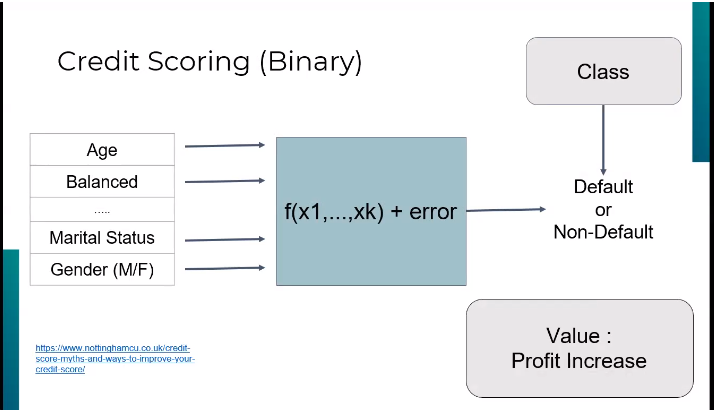 Credit Scoring (Binary)
Class
Age
Balanced
.....
Marital Status
Gender (M/F)
f(x1,...,xk) + error
Default
or
Non-Default
Value :
Profit Increase
https://www.nottinghamcu.co.uk/credit-
score-myths-and-ways-to-improve-your-
credit-score/